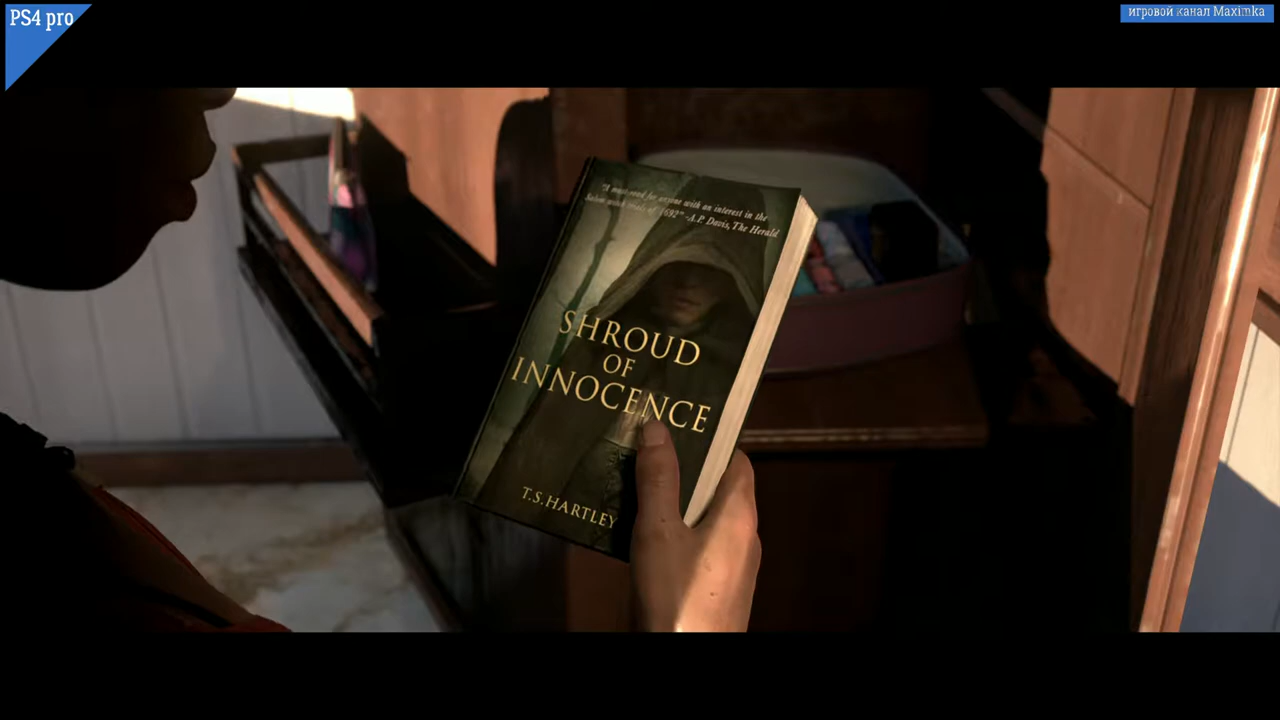 PS4 pro
игровой канал Maximka
"A must-read for anyone with an interest in the
Salem witch trials of 1692" -A.P. Davis, The Herald
SHROUD
OF
INNOCENCE
T.S.HARTLEY